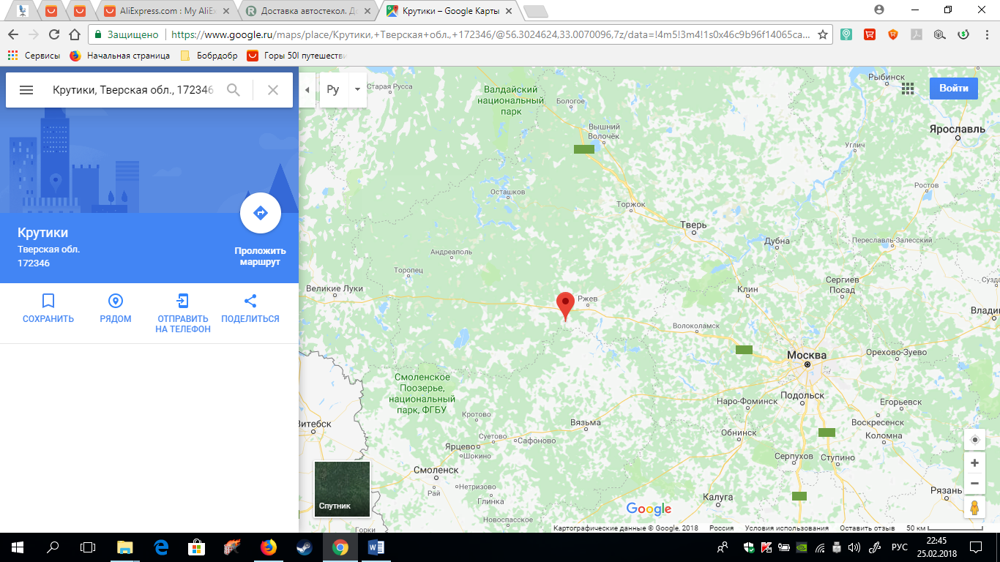 AliExpress.com : My AliEx
Доставка автостекол. Д
Крутики – Google Карты
Защищено
https://www.google.ru/maps/place/Крутики,+Тверская+обл.,+172346/@56.3024624,33.0070096,7z/data=!4m5!3m4!1s0x46c9b96f14065ca...
Сервисы
Начальная страница
Бобрдобр
Горы 50l путешестви
Крутики, Тверская обл., 172346
Ру
Войти
Крутики
Тверская обл.
172346
Проложить
маршрут
СОХРАНИТЬ
РЯДОМ
ОТПРАВИТЬ
НА ТЕЛЕФОН
ПОДЕЛИТЬСЯ
Старая Русса
Валдайский
национальный
парк
Бологое
Рыбинск
Вышний
Волочёк
Ярославль
Углич
Осташков
Ростов
Торжок
Тверь
Дубна
Переславль-Залесский
Андреаполь
Торопец
Сергиев
Посад
Суздa
Великие Луки
Клин
Ржев
Влади
Волоколамск
Москва
Орехово-Зуево
Смоленское
Поозерье,
национальный
парк, ФГБУ
Подольск
Наро-Фоминск
Егорьевск
Кротово
Вязьма
Воскресенск
Витебск
Обнинск
Коломна
Суетово
Сафоново
Ярцево
Шокино
Серпухов
Ступино
Смоленск
Нетризово
Рай
Рязань
Глинка
Калуга
Новоспасское
Горки
Спутник
Google
Картографические данные © Google, 2018
Россия
Условия использования
Оставить отзыв
50 км
РУС
22:45
25.02.2018